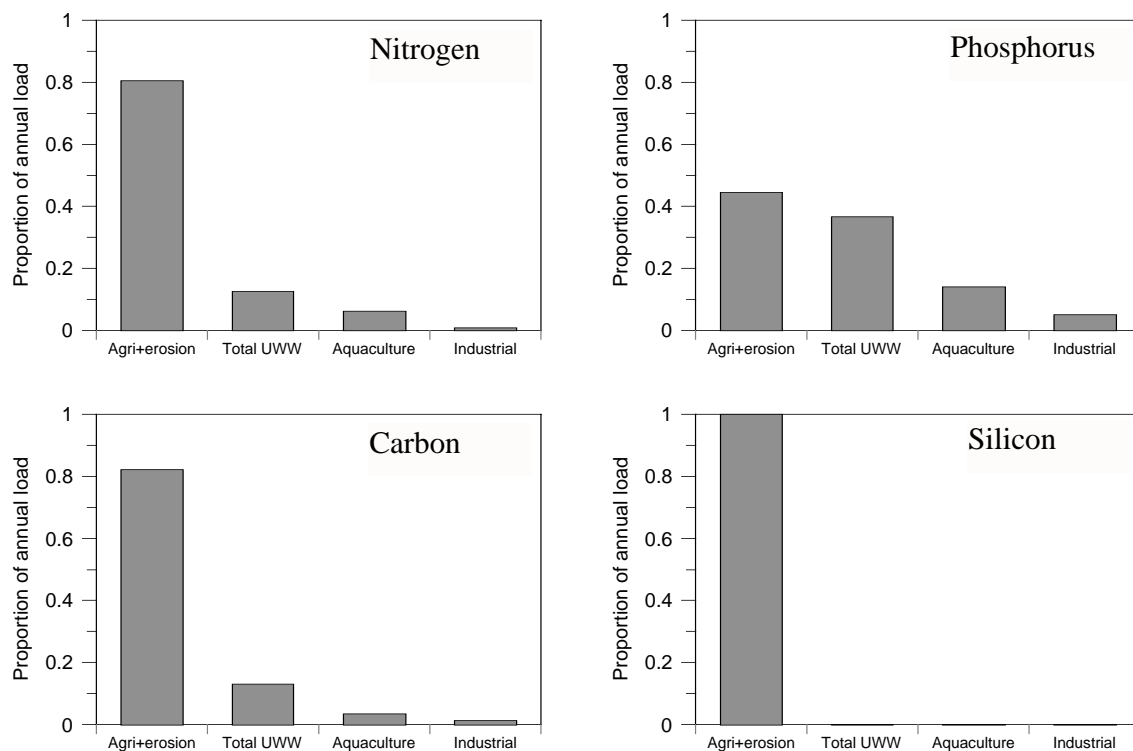 Nitrogen
Proportion of annual load
1
0.8
0.6
0.4
0.2
0
Agri+erosion Total UWW Aquaculture Industrial
Phosphorus
Proportion of annual load
1
0.8
0.6
0.4
0.2
0
Agri+erosion Total UWW Aquaculture Industrial
Carbon
Proportion of annual load
1
0.8
0.6
0.4
0.2
0
Agri+erosion Total UWW Aquaculture Industrial
Silicon
Proportion of annual load
1
0.8
0.6
0.4
0.2
0
Agri+erosion Total UWW Aquaculture Industrial